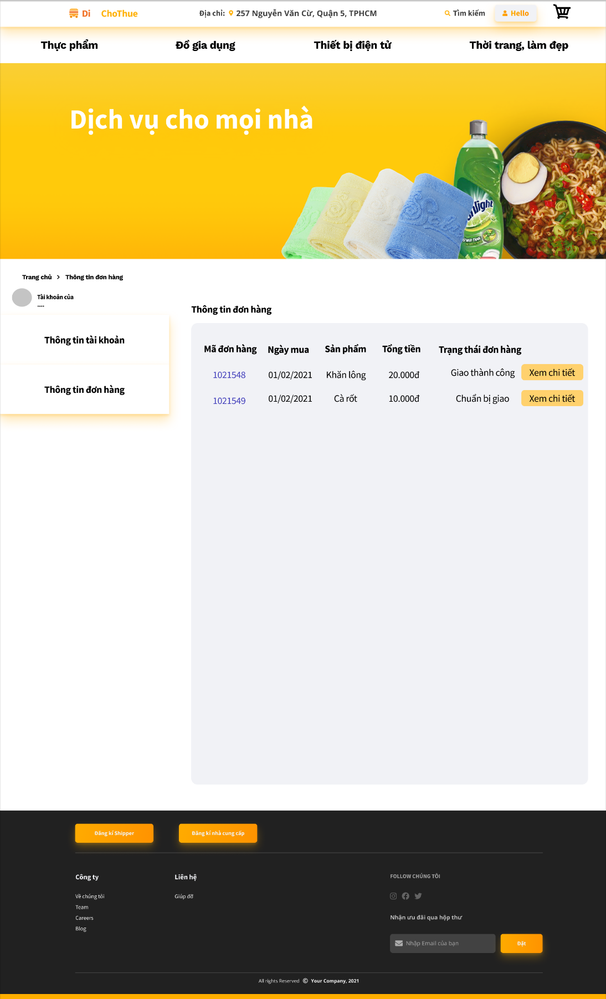 Di ChoThue
Địa chỉ: 257 Nguyễn Văn Cừ, Quận 5, TPHCM
Tìm kiếm
Hello
Thực phẩm
Đồ gia dụng
Thiết bị điện tử
Thời trang, làm đẹp
Dịch vụ cho mọi nhà
Trang chủ > Thông tin đơn hàng
Tài khoản của
....
Thông tin tài khoản
Thông tin đơn hàng
Thông tin đơn hàng
Mã đơn hàng Ngày mua Sản phẩm Tổng tiền Trạng thái đơn hàng
1021548 01/02/2021 Khăn lông 20.000đ Giao thành công Xem chi tiết
1021549 01/02/2021 Cà rốt 10.000đ Chuẩn bị giao Xem chi tiết
Đăng kí Shipper
Đăng kí nhà cung cấp
Công ty
Về chúng tôi
Team
Careers
Blog
Liên hệ
Giúp đỡ
FOLLOW CHÚNG TÔI
Nhận ưu đãi qua hộp thư
Nhập Email của bạn
Đặt
All rights Reserved © Your Company, 2021